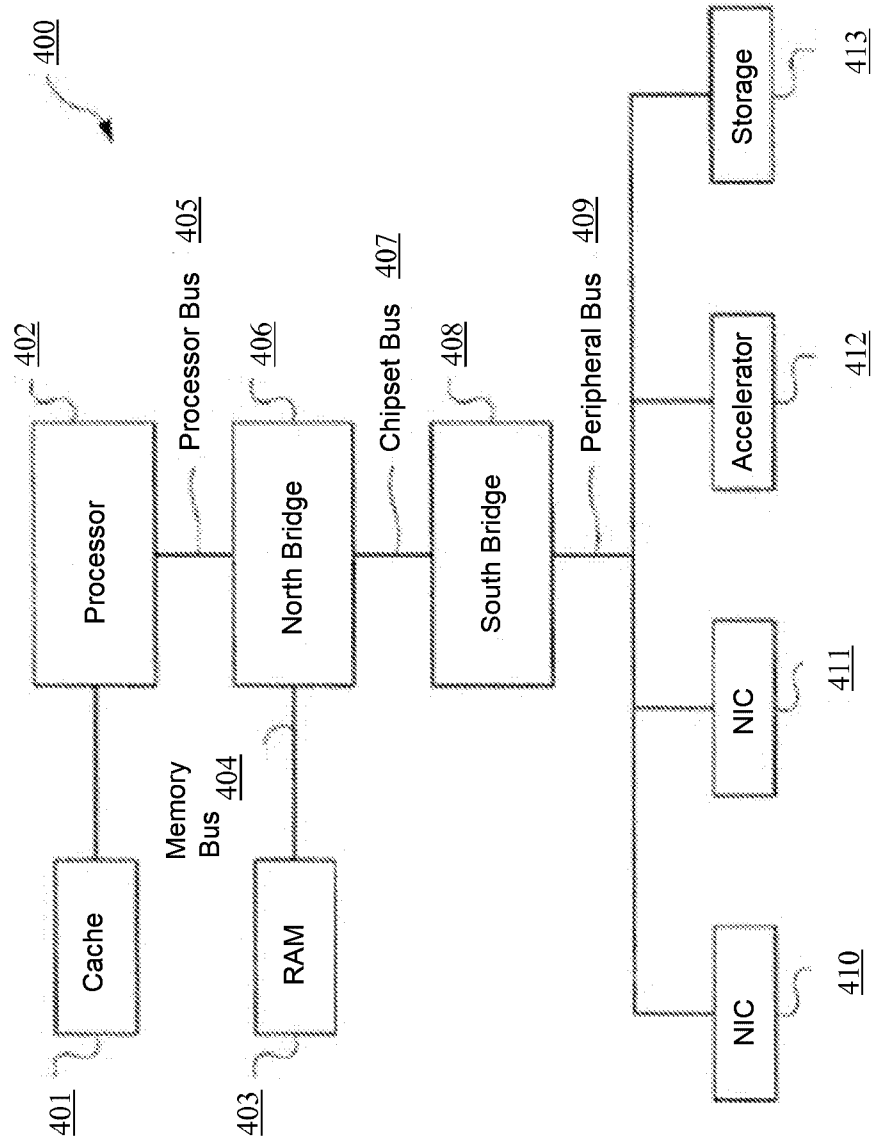 400
401
Cache
Processor
402
Processor Bus 405
403
RAM
Memory
Bus
404
North Bridge
406
Chipset Bus 407
South Bridge
408
Peripheral Bus 409
NIC
NIC
Accelerator
Storage
410
411
412
413